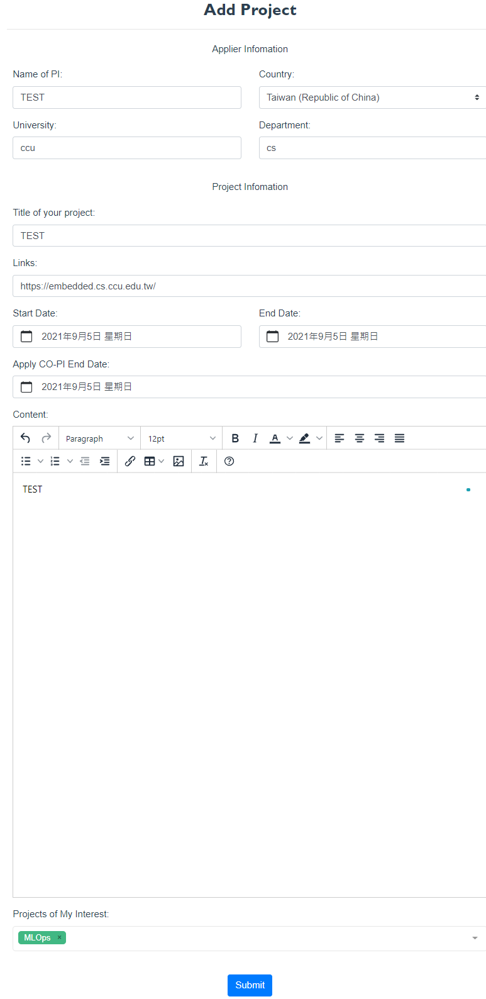 Add Project
Applier Infomation
Name of PI: Country:
TEST Taiwan (Republic of China)
University: Department:
ccu cs
Project Infomation
Title of your project:
TEST
Links:
https://embedded.cs.ccu.edu.tw/
Start Date: End Date:
2021年9月5日 星期日 2021年9月5日 星期日
Apply CO-PI End Date:
2021年9月5日 星期日
Content:
Paragraph 12pt B I A
TEST
Projects of My Interest:
MLOps ×
Submit